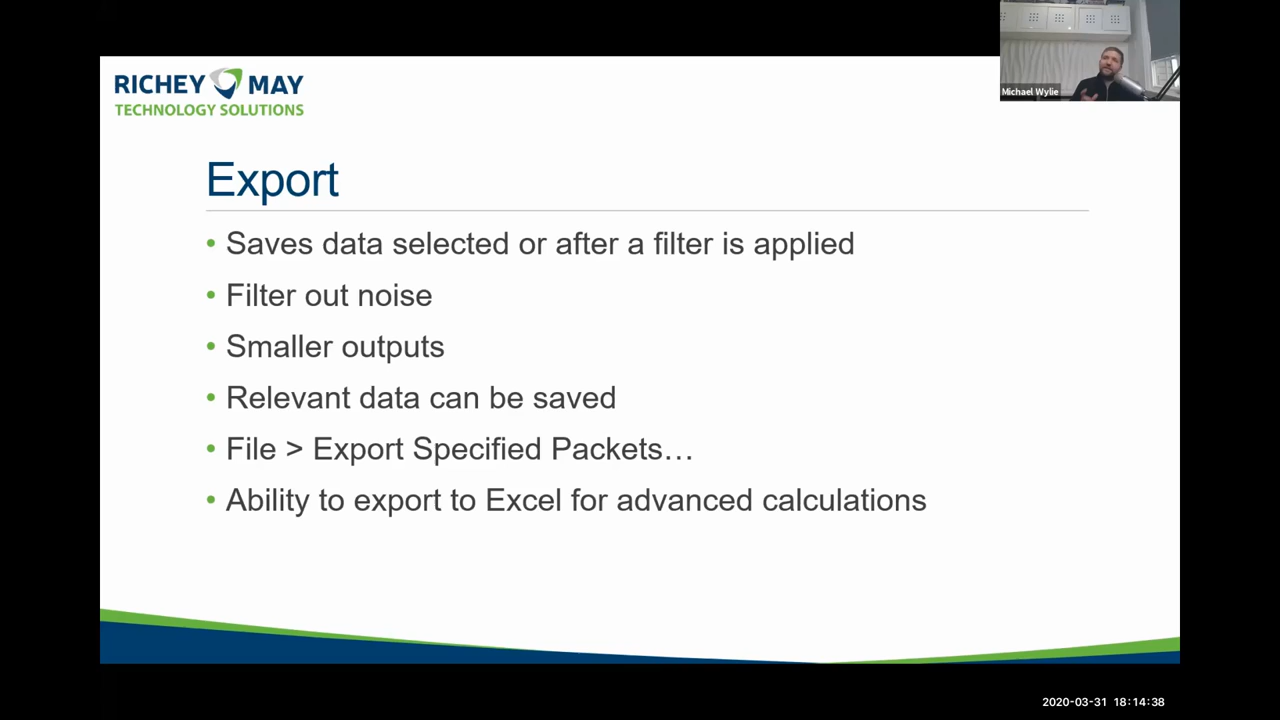 RICHEY MAY
TECHNOLOGY SOLUTIONS
Michael Wylie
Export
• Saves data selected or after a filter is applied
• Filter out noise
• Smaller outputs
• Relevant data can be saved
• File > Export Specified Packets…
• Ability to export to Excel for advanced calculations
2020-03-31 18:14:38